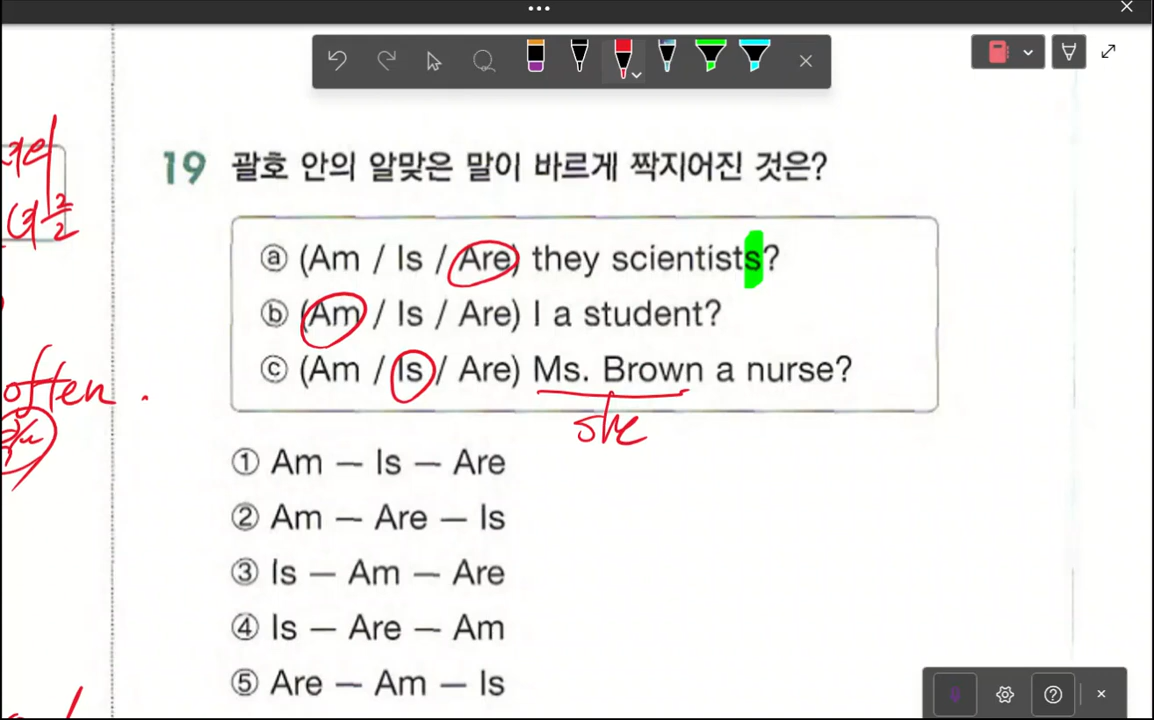 19 괄호 안의 알맞은 말이 바르게 짝지어진 것은?
ⓐ (Am / Is / Are) they scientists?
ⓑ (Am / Is / Are) I a student?
ⓒ (Am / Is / Are) Ms. Brown a nurse?
she
often.
① Am — Is — Are
② Am — Are — Is
③ Is — Am — Are
④ Is — Are — Am
⑤ Are — Am — Is